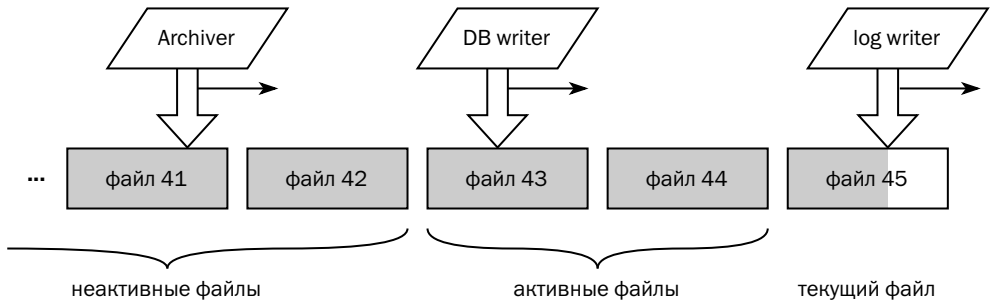 Archiver
DB writer
log writer
...
файл 41
файл 42
файл 43
файл 44
файл 45
неактивные файлы
активные файлы
текущий файл